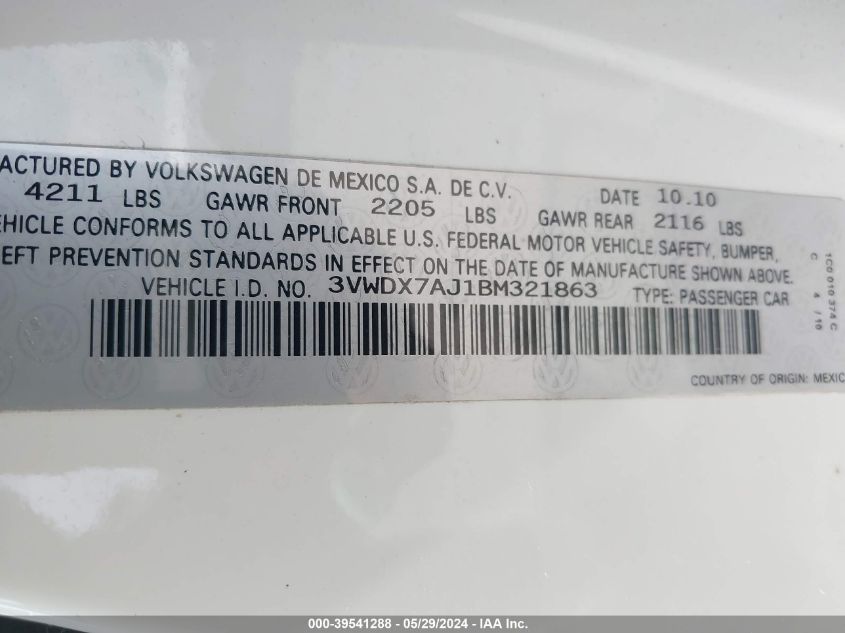 ACTURED BY VOLKSWAGEN DE MEXICO S.A. DE C.V. DATE 10.10
4211 LBS GAWR FRONT 2205 LBS GAWR REAR 2116 LBS
EHICLE CONFORMS TO ALL APPLICABLE U.S. FEDERAL MOTOR VEHICLE SAFETY, BUMPER,
EFT PREVENTION STANDARDS IN EFFECT ON THE DATE OF MANUFACTURE SHOWN ABOVE.
VEHICLE I.D. NO. 3VWDX7AJ1BM321863 TYPE: PASSENGER CAR
1C0 010 374 C
C 4 / 10
COUNTRY OF ORIGIN: MEXIC
000-39541288 - 05/29/2024 - IAA Inc.